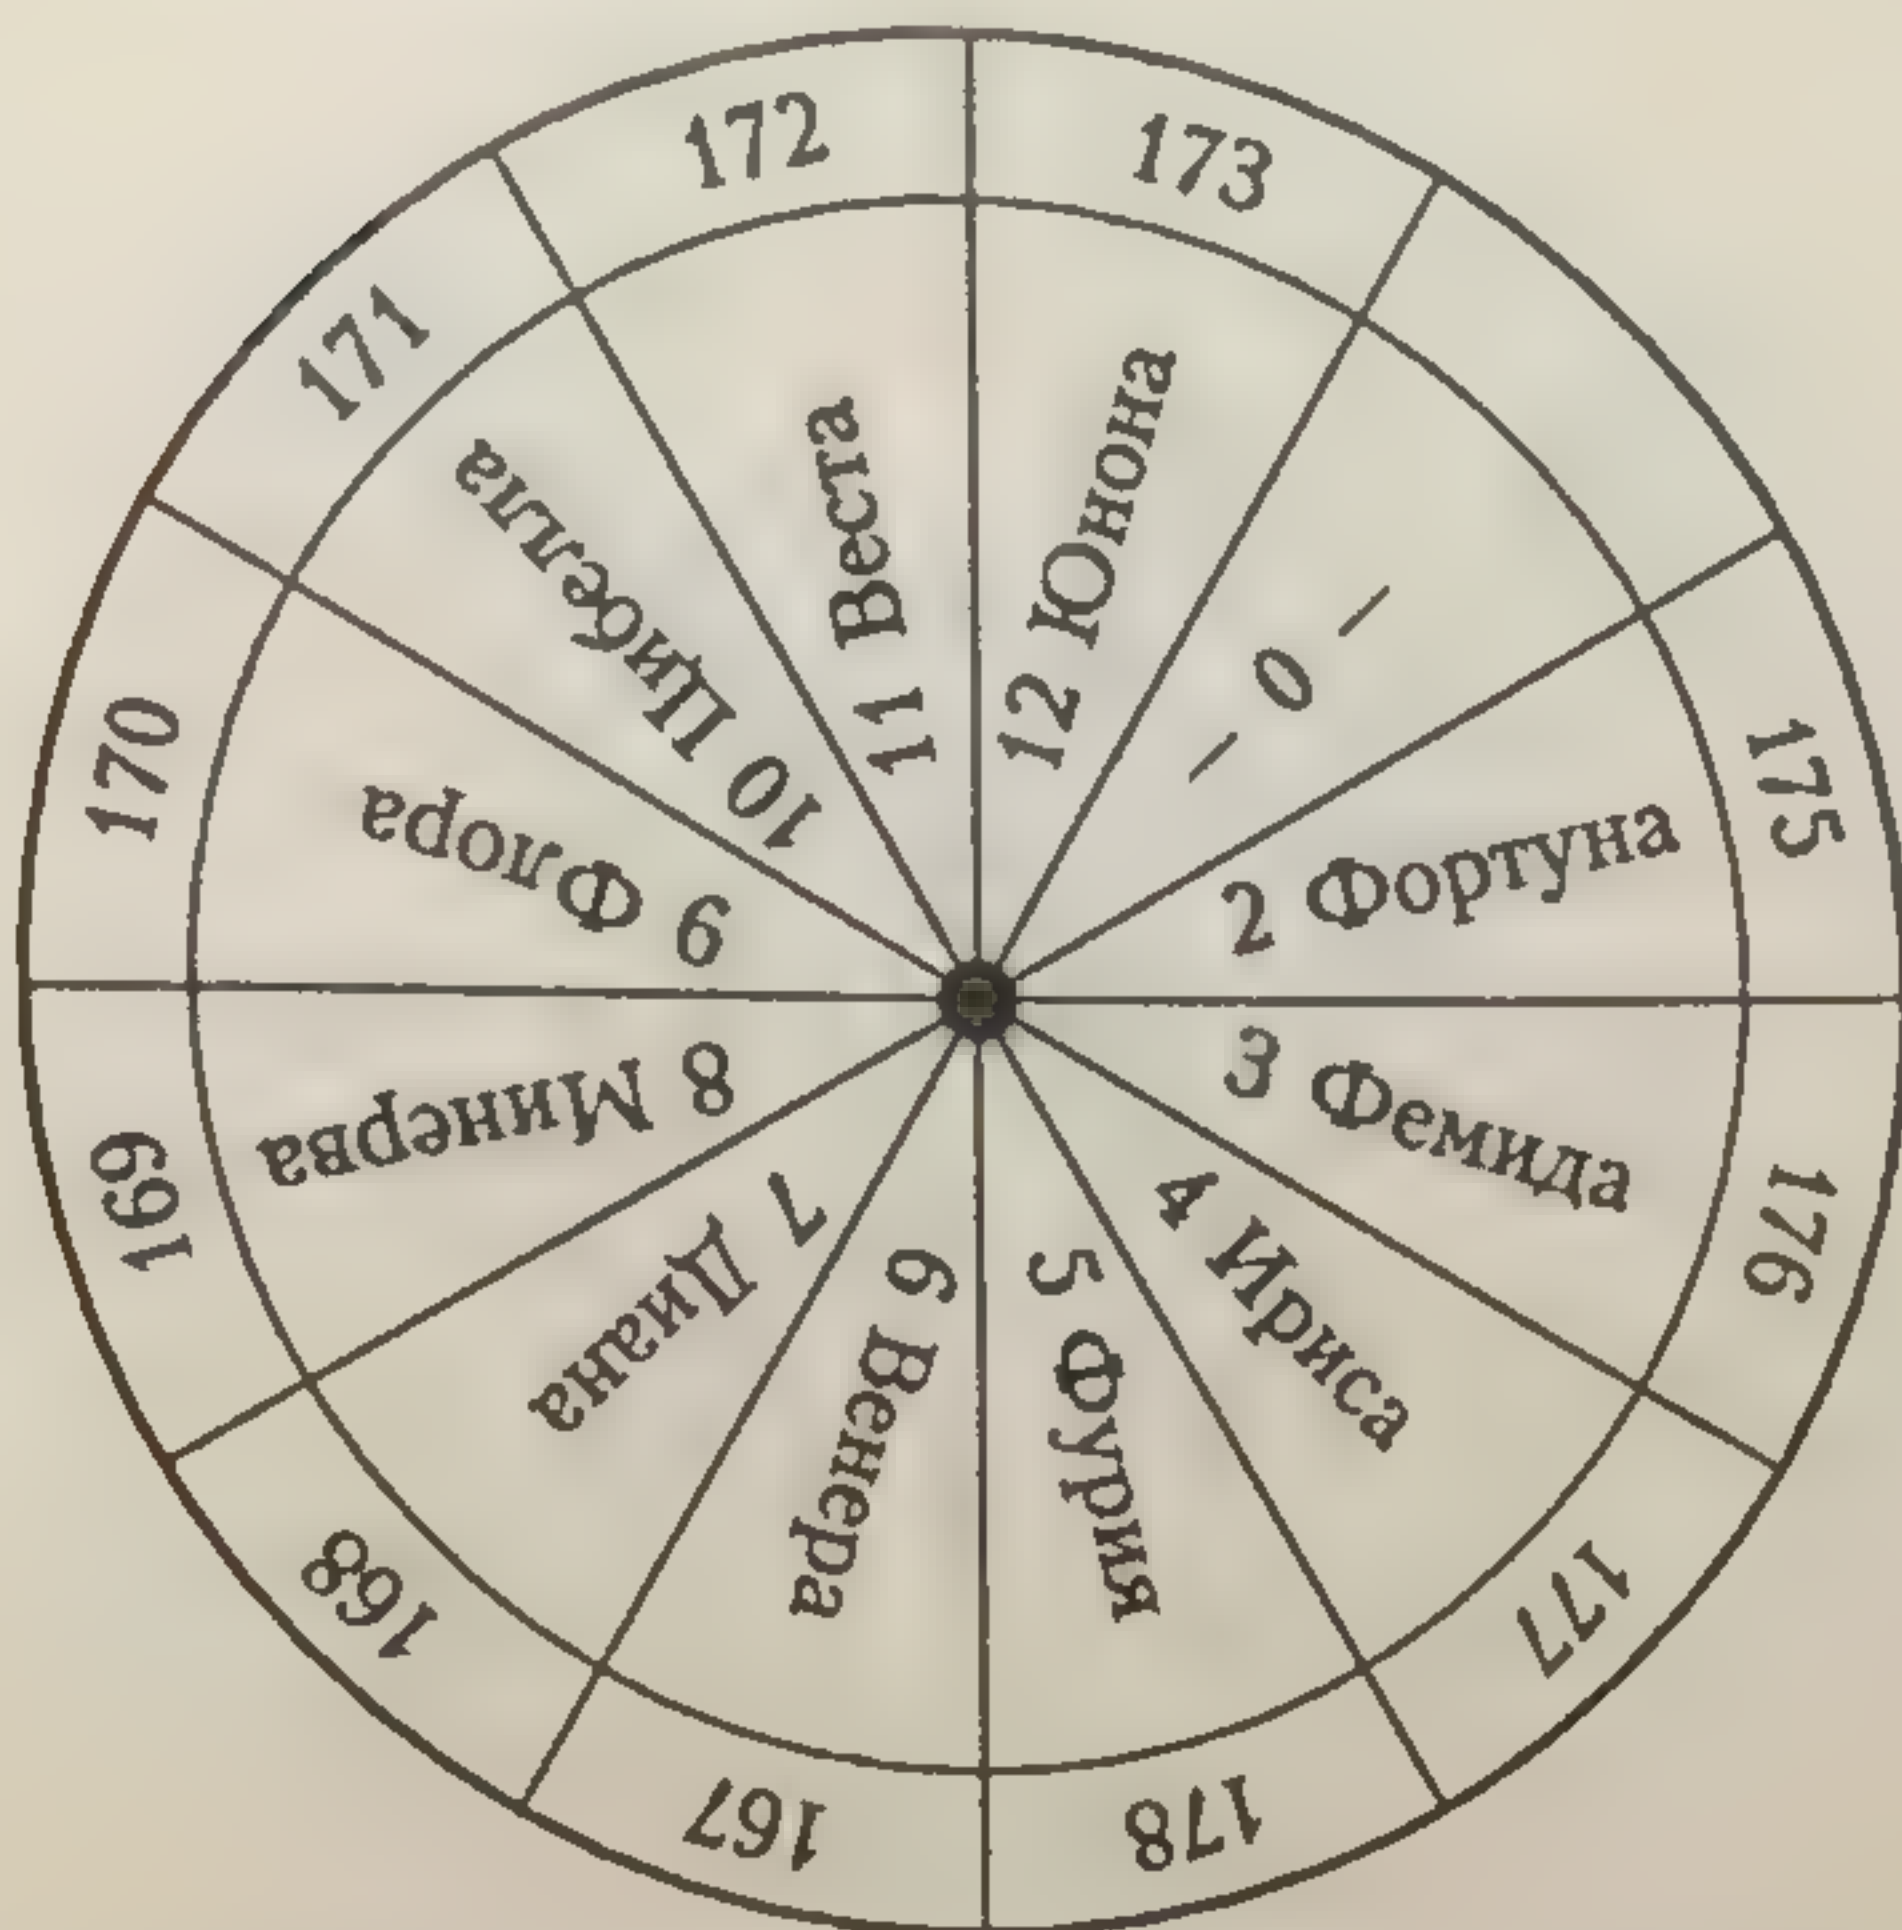 172
173
175
176
177
178
167
168
169
170
171
– 0 –
2 Фортуна
3 Фемида
4 Ириса
5 Фурия
6 Венера
7 Диана
8 Минерва
9 Флора
10 Цибелла
11 Веста
12 Юнона